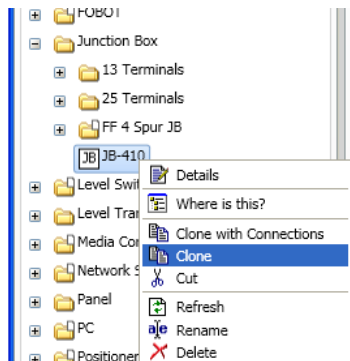 FOBOT
Junction Box
13 Terminals
25 Terminals
FF 4 Spur JB
JB JB-410
Details
Level Swit
Where is this?
Level Tran
Clone with Connections
Media Con
Clone
Network S
Cut
Panel
Refresh
PC
a|e Rename
Positioner
Delete